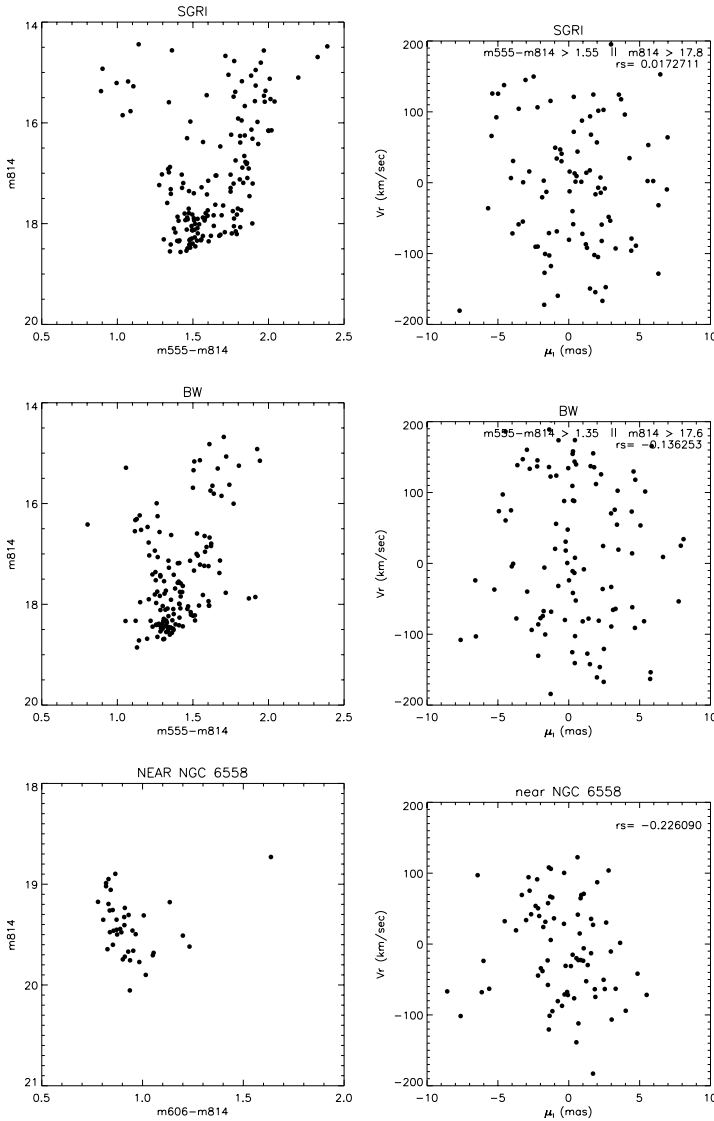 SGRI
14
16
18
20
m814
0.5 1.0 1.5 2.0 2.5
m555−m814
SGRI
m555−m814 > 1.55 || m814 > 17.8
rs= 0.0172711
200
100
0
−100
−200
Vr (km/sec)
−10 −5 0 5 10
μl (mas)
BW
14
16
18
20
m814
0.5 1.0 1.5 2.0 2.5
m555−m814
BW
m555−m814 > 1.35 || m814 > 17.6
rs= −0.136253
200
100
0
−100
−200
Vr (km/sec)
−10 −5 0 5 10
μl (mas)
NEAR NGC 6558
18
19
20
21
m814
0.5 1.0 1.5 2.0
m606−m814
near NGC 6558
rs= −0.226090
200
100
0
−100
−200
Vr (km/sec)
−10 −5 0 5 10
μl (mas)